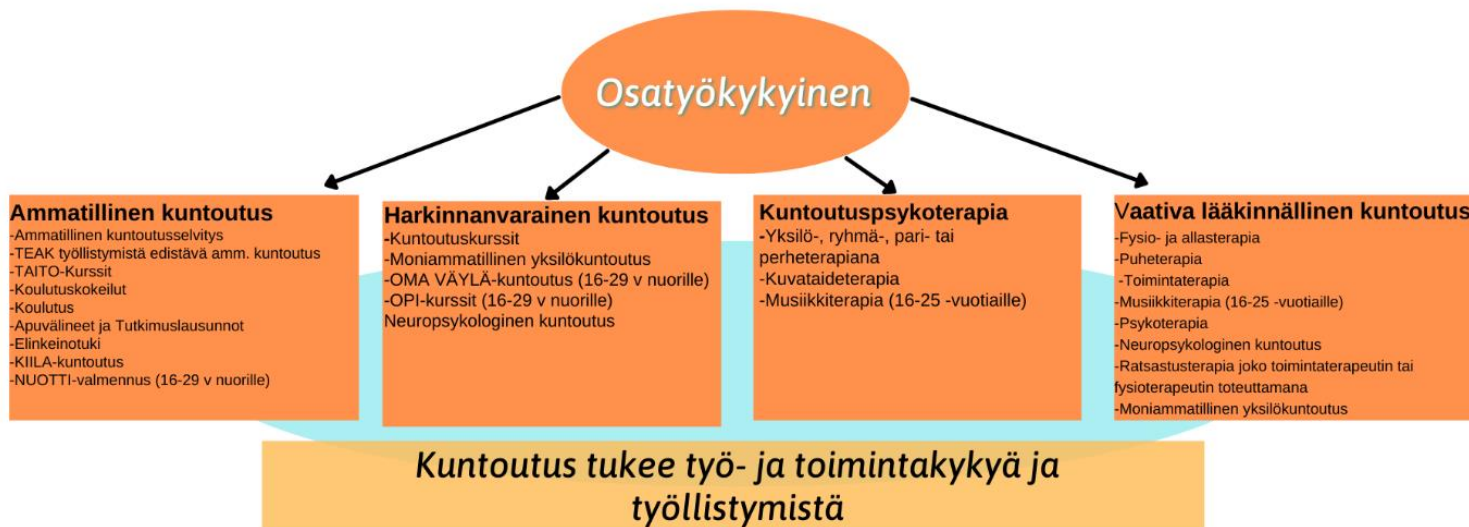 Osatyökykyinen
Ammatillinen kuntoutus
-Ammatillinen kuntoutusselvitys
-TEAK työllistymistä edistävä amm. kuntoutus
-TAITO-Kurssit
-Koulutuskokeilut
-Koulutus
-Apuvälineet ja Tutkimuslausunnot
-Elinkeinotuki
-KIILA-kuntoutus
-NUOTTI-valmennus (16-29 v nuorille)
Harkinnanvarainen kuntoutus
-Kuntoutuskurssit
-Moniammatillinen yksilökuntoutus
-OMA VÄYLÄ-kuntoutus (16-29 v nuorille)
-OPI-kurssit (16-29 v nuorille)
Neuropsykologinen kuntoutus
Kuntoutuspsykoterapia
-Yksilö-, ryhmä-, pari- tai
perheterapiana
-Kuvataideterapia
-Musiikkiterapia (16-25 -vuotiaille)
Vaativa lääkinnällinen kuntoutus
-Fysio- ja allasterapia
-Puheterapia
-Toimintaterapia
-Musiikkiterapia (16-25 -vuotiaille)
-Psykoterapia
-Neuropsykologinen kuntoutus
-Ratsastusterapia joko toimintaterapeutin tai
fysioterapeutin toteuttamana
-Moniammatillinen yksilökuntoutus
Kuntoutus tukee työ- ja toimintakykyä ja
työllistymistä